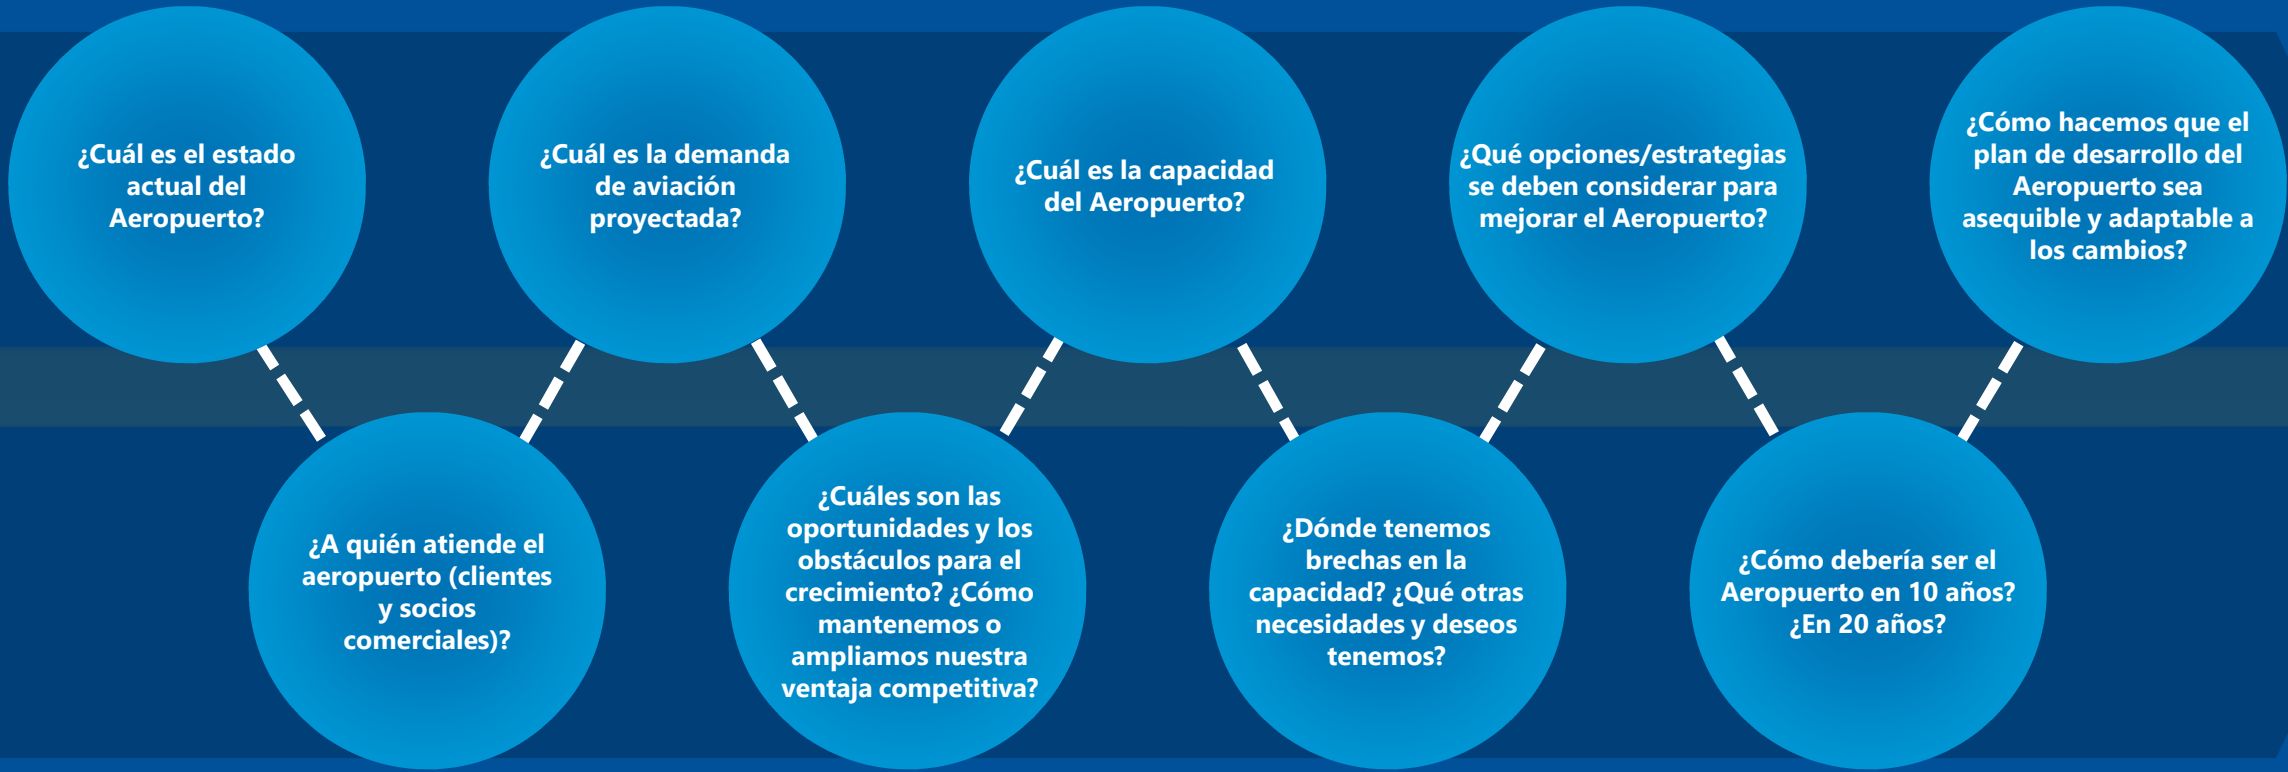 ¿Cuál es el estado
actual del
Aeropuerto?
¿A quién atiende el
aeropuerto (clientes
y socios
comerciales)?
¿Cuál es la demanda
de aviación
proyectada?
¿Cuáles son las
oportunidades y los
obstáculos para el
crecimiento? ¿Cómo
mantenemos o
ampliamos nuestra
ventaja competitiva?
¿Cuál es la capacidad
del Aeropuerto?
¿Dónde tenemos
brechas en la
capacidad? ¿Qué otras
necesidades y deseos
tenemos?
¿Qué opciones/estrategias
se deben considerar para
mejorar el Aeropuerto?
¿Cómo debería ser el
Aeropuerto en 10 años?
¿En 20 años?
¿Cómo hacemos que el
plan de desarrollo del
Aeropuerto sea
asequible y adaptable a
los cambios?